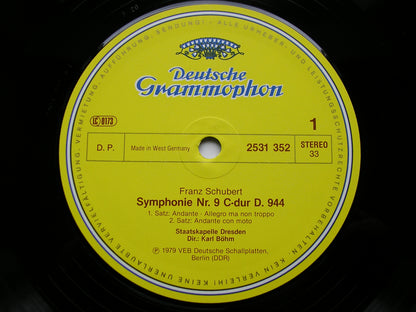 KEIN VERLEIH! KEINE UNERLAUBTE VERVIELFÄLTIGUNG, VERMIETUNG, AUFFÜHRUNG, SENDUNG! · ALLE URHEBER- UND LEISTUNGSSCHUTZRECHTE VORBEHALTEN
Deutsche
Grammophon
LC 0173
1
D. P.
Made in West Germany
2531 352
STEREO
33
Franz Schubert
Symphonie Nr. 9 C-dur D. 944
1. Satz: Andante · Allegro ma non troppo
2. Satz: Andante con moto
Staatskapelle Dresden
Dir.: Karl Böhm
℗ 1979 VEB Deutsche Schallplatten,
Berlin (DDR)